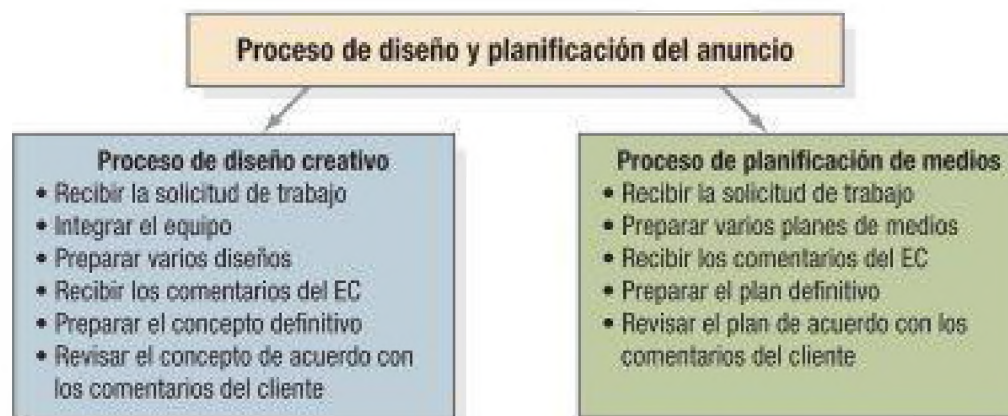 Proceso de diseño y planificación del anuncio
Proceso de diseño creativo
• Recibir la solicitud de trabajo
• Integrar el equipo
• Preparar varios diseños
• Recibir los comentarios del EC
• Preparar el concepto definitivo
• Revisar el concepto de acuerdo con
los comentarios del cliente
Proceso de planificación de medios
• Recibir la solicitud de trabajo
• Preparar varios planes de medios
• Recibir los comentarios del EC
• Preparar el plan definitivo
• Revisar el plan de acuerdo con los
comentarios del cliente